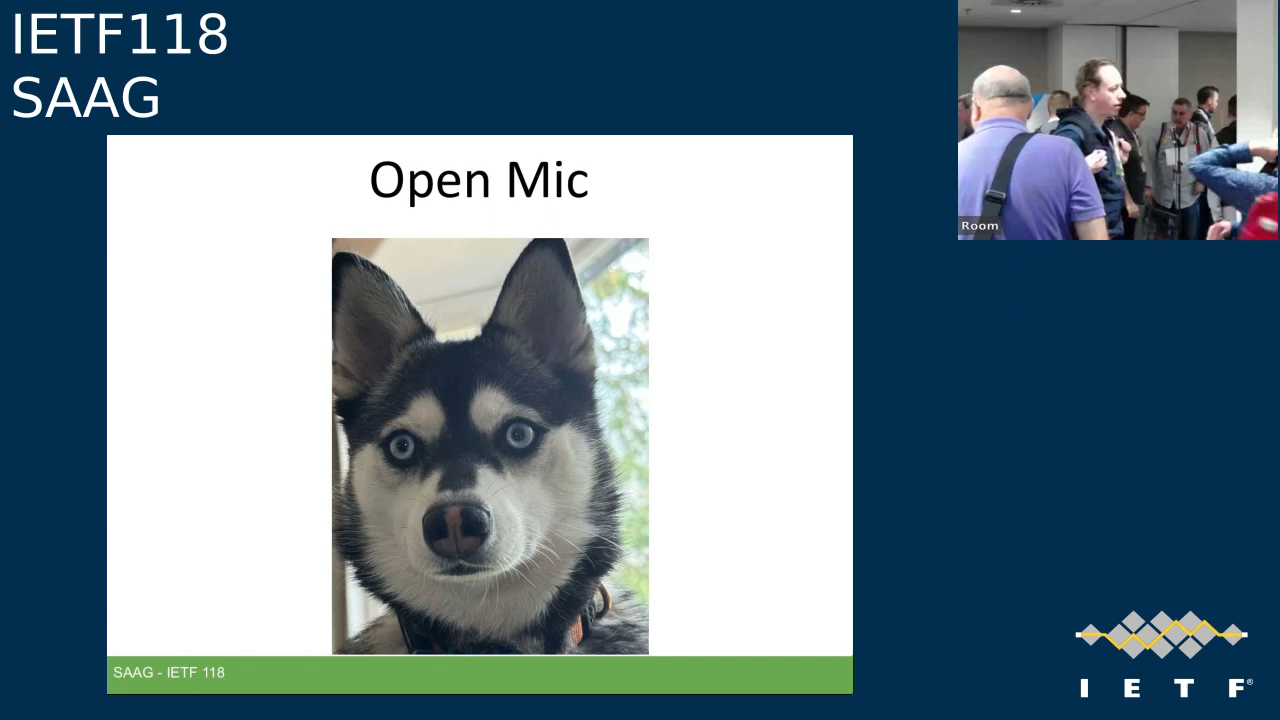 IETF118
SAAG
Open Mic
Room
SAAG - IETF 118
I E T F®